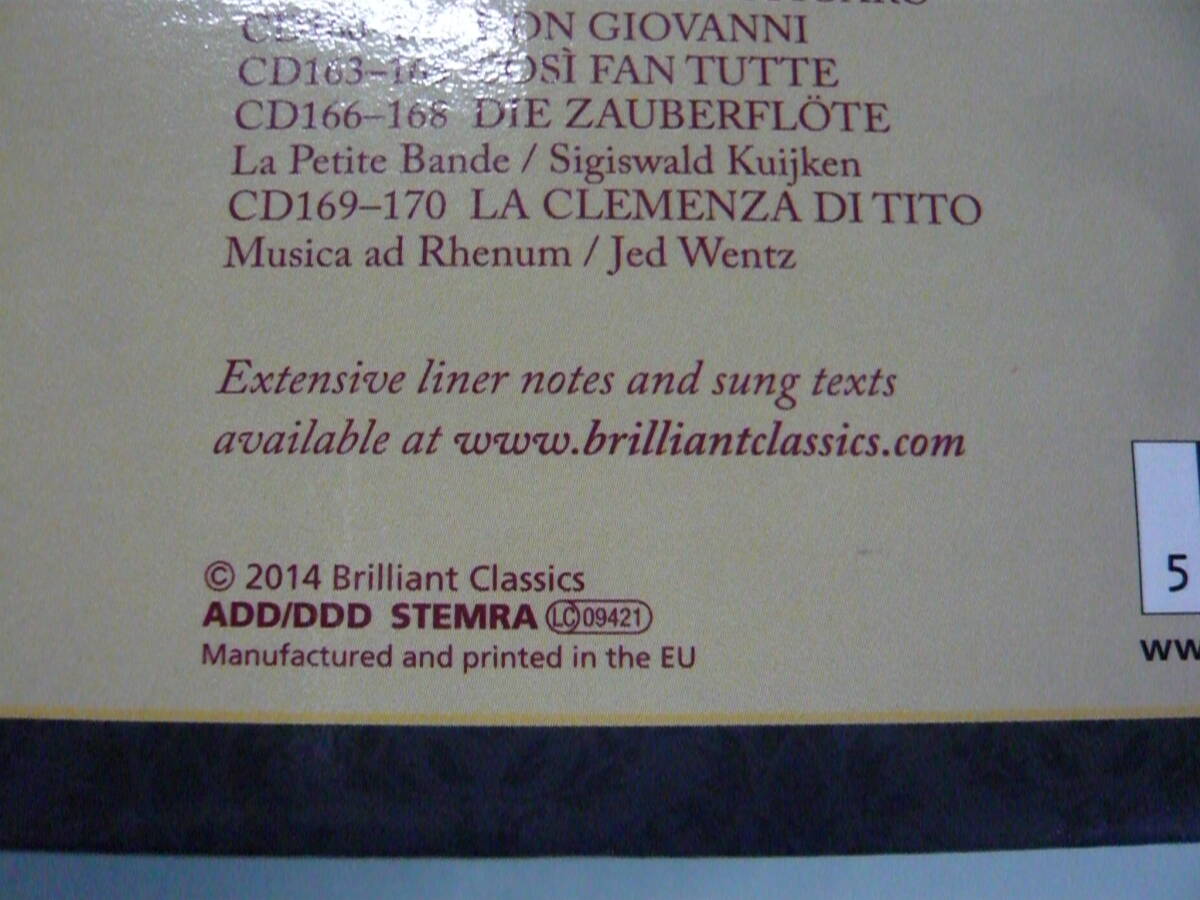 ON GIOVANNI
CD163–16 OSÌ FAN TUTTE
CD166–168 DIE ZAUBERFLÖTE
La Petite Bande / Sigiswald Kuijken
CD169–170 LA CLEMENZA DI TITO
Musica ad Rhenum / Jed Wentz
Extensive liner notes and sung texts
available at www.brilliantclassics.com
© 2014 Brilliant Classics
ADD/DDD STEMRA LC 09421
Manufactured and printed in the EU
5
ww